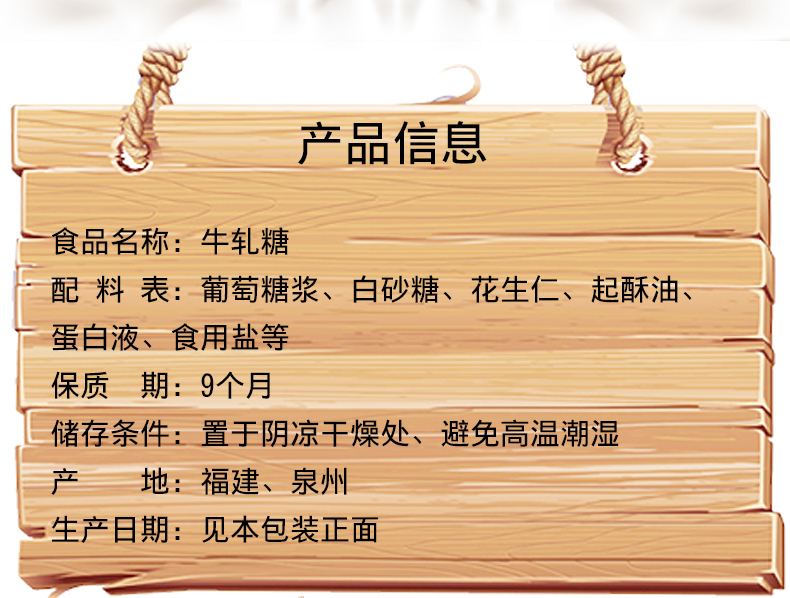 产品信息
食品名称：牛轧糖
配 料 表：葡萄糖浆、白砂糖、花生仁、起酥油、
蛋白液、食用盐等
保质 期：9个月
储存条件：置于阴凉干燥处、避免高温潮湿
产 地：福建、泉州
生产日期：见本包装正面